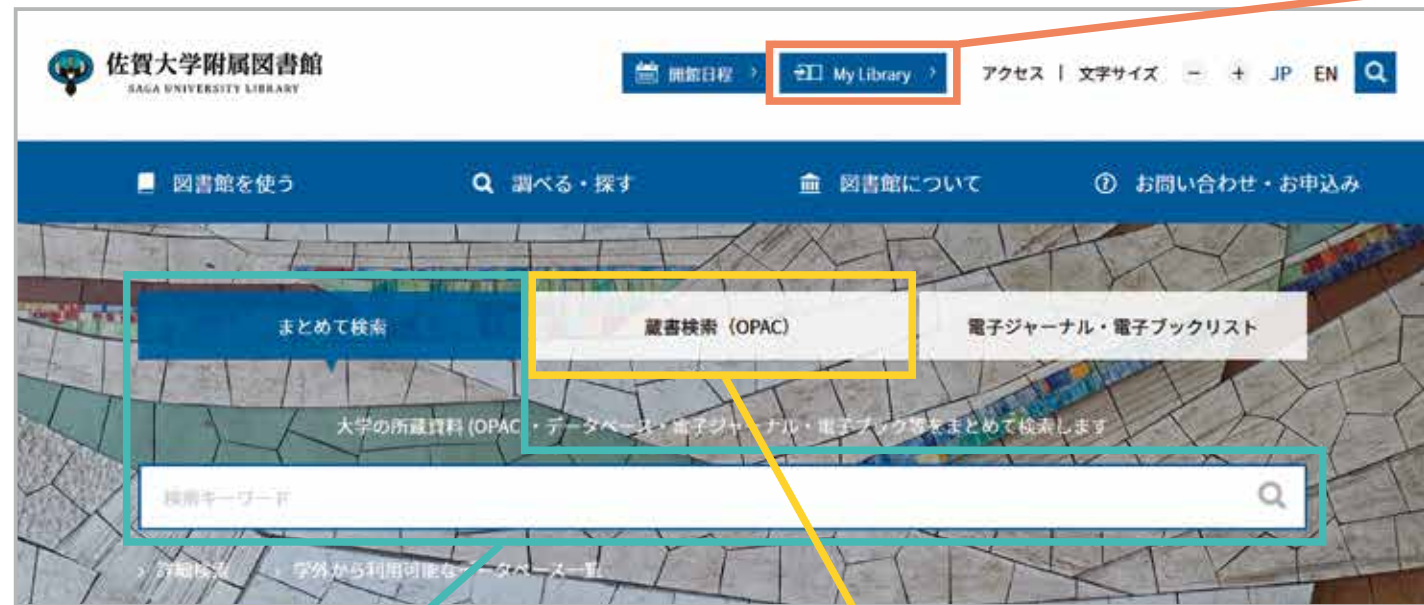 佐賀大学附属図書館
SAGA UNIVERSITY LIBRARY
開館日程
My Library
アクセス | 文字サイズ － ＋ JP EN
図書館を使う
調べる・探す
図書館について
お問い合わせ・お申込み
まとめて検索
蔵書検索（OPAC）
電子ジャーナル・電子ブックリスト
大学の所蔵資料 (OPAC)・データベース・電子ジャーナル・電子ブック等をまとめて検索します
検索キーワード
詳細検索
学外から利用可能なデータベース一覧